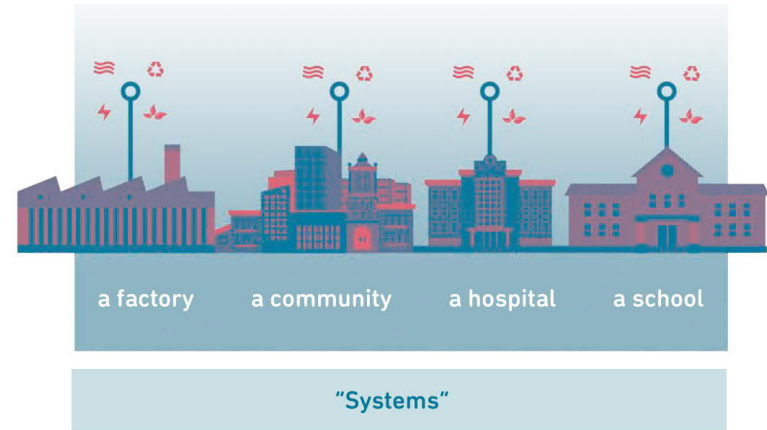 a factory
a community
a hospital
a school
”Systems”